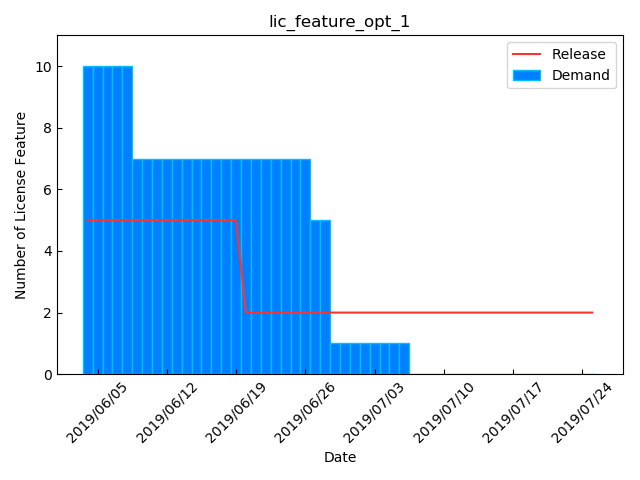 lic_feature_opt_1
Release
Demand
Number of License Feature
10
8
6
4
2
0
2019/06/05
2019/06/12
2019/06/19
2019/06/26
2019/07/03
2019/07/10
2019/07/17
2019/07/24
Date